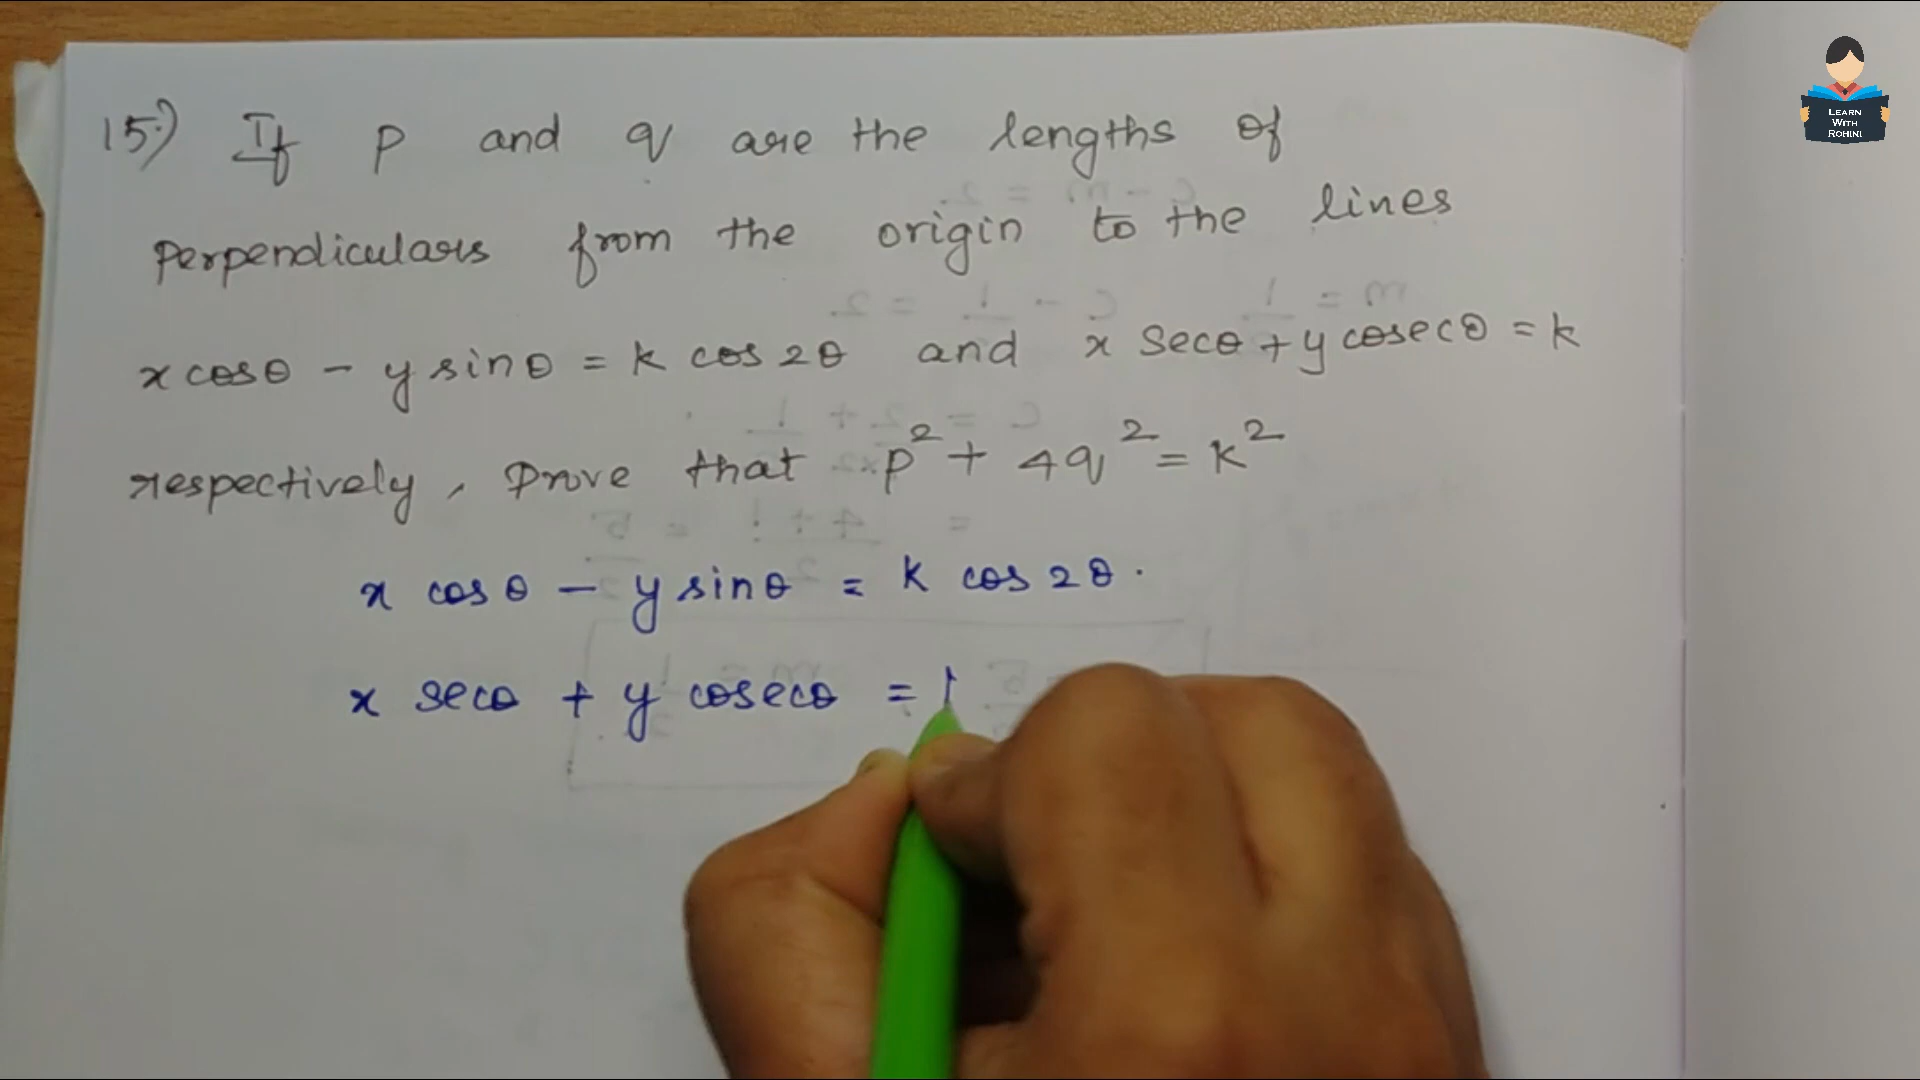 15.) If p and q are the lengths of
perpendiculars from the origin to the lines
x cosθ - y sinθ = k cos 2θ and x secθ + y cosecθ = k
respectively, prove that p² + 4q² = k²
x cosθ - y sinθ = k cos 2θ.
x secθ + y cosecθ =
LEARN
WITH
ROHINI